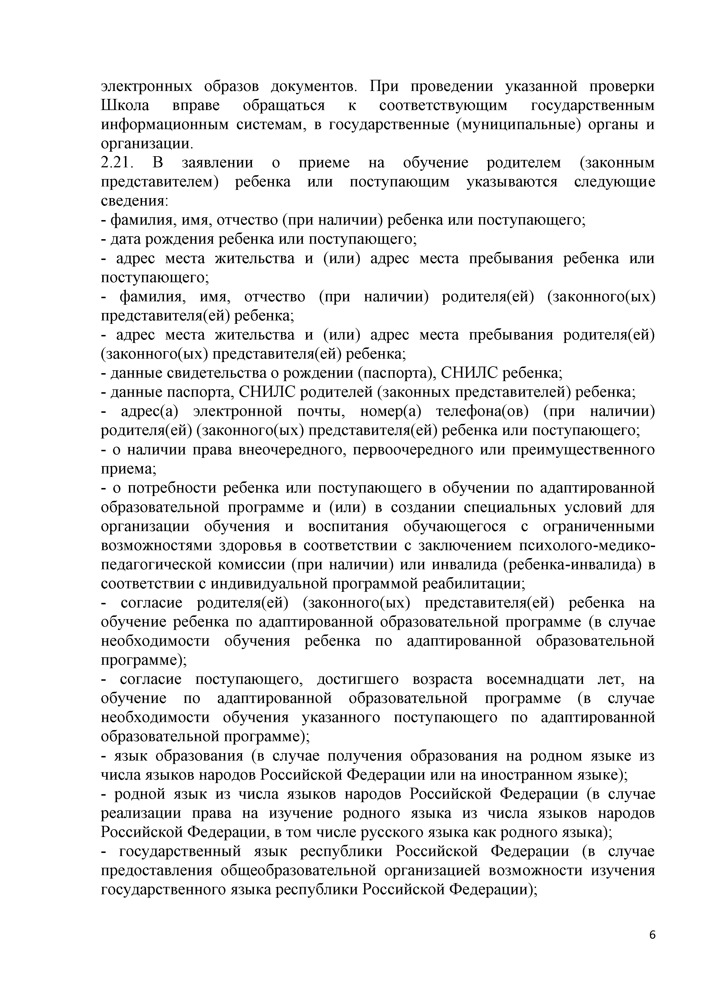 электронных образов документов. При проведении указанной проверки
Школа вправе обращаться к соответствующим государственным
информационным системам, в государственные (муниципальные) органы и
организации.
2.21. В заявлении о приеме на обучение родителем (законным
представителем) ребенка или поступающим указываются следующие
сведения:
- фамилия, имя, отчество (при наличии) ребенка или поступающего;
- дата рождения ребенка или поступающего;
- адрес места жительства и (или) адрес места пребывания ребенка или
поступающего;
- фамилия, имя, отчество (при наличии) родителя(ей) (законного(ых)
представителя(ей) ребенка;
- адрес места жительства и (или) адрес места пребывания родителя(ей)
(законного(ых) представителя(ей) ребенка;
- данные свидетельства о рождении (паспорта), СНИЛС ребенка;
- данные паспорта, СНИЛС родителей (законных представителей) ребенка;
- адрес(а) электронной почты, номер(а) телефона(ов) (при наличии)
родителя(ей) (законного(ых) представителя(ей) ребенка или поступающего;
- о наличии права внеочередного, первоочередного или преимущественного
приема;
- о потребности ребенка или поступающего в обучении по адаптированной
образовательной программе и (или) в создании специальных условий для
организации обучения и воспитания обучающегося с ограниченными
возможностями здоровья в соответствии с заключением психолого-медико-
педагогической комиссии (при наличии) или инвалида (ребенка-инвалида) в
соответствии с индивидуальной программой реабилитации;
- согласие родителя(ей) (законного(ых) представителя(ей) ребенка на
обучение ребенка по адаптированной образовательной программе (в случае
необходимости обучения ребенка по адаптированной образовательной
программе);
- согласие поступающего, достигшего возраста восемнадцати лет, на
обучение по адаптированной образовательной программе (в случае
необходимости обучения указанного поступающего по адаптированной
образовательной программе);
- язык образования (в случае получения образования на родном языке из
числа языков народов Российской Федерации или на иностранном языке);
- родной язык из числа языков народов Российской Федерации (в случае
реализации права на изучение родного языка из числа языков народов
Российской Федерации, в том числе русского языка как родного языка);
- государственный язык республики Российской Федерации (в случае
предоставления общеобразовательной организацией возможности изучения
государственного языка республики Российской Федерации);
6